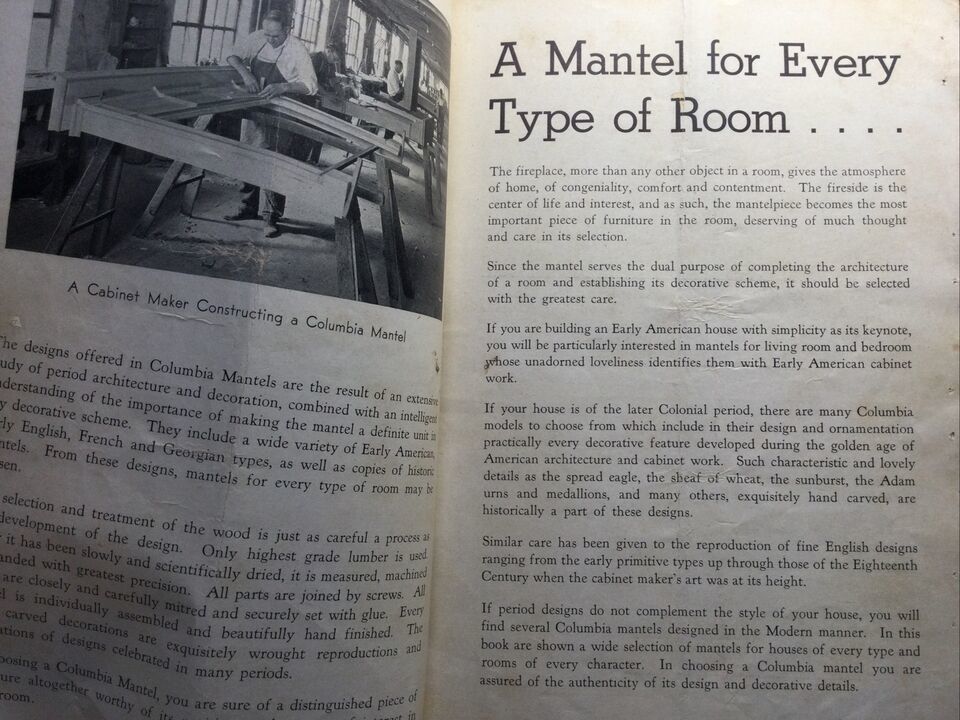 A Cabinet Maker Constructing a Columbia Mantel
The designs offered in Columbia Mantels are the result of an extensive
study of period architecture and decoration, combined with an intelligent
understanding of the importance of making the mantel a definite unit in
decorative scheme. They include a wide variety of Early American,
English, French and Georgian types, as well as copies of historic
From these designs, mantels for every type of room may be
selection and treatment of the wood is just as careful a process as
development of the design. Only highest grade lumber is used.
it has been slowly and scientifically dried, it is measured, machined
with greatest precision. All parts are joined by screws. All
are closely and carefully mitred and securely set with glue. Every
is individually assembled and beautifully hand finished. The
carved decorations are exquisitely wrought reproductions and
of designs celebrated in many periods.
a Columbia Mantel, you are sure of a distinguished piece of
altogether worthy of
room.
A Mantel for Every
Type of Room ....
The fireplace, more than any other object in a room, gives the atmosphere
of home, of congeniality, comfort and contentment. The fireside is the
center of life and interest, and as such, the mantelpiece becomes the most
important piece of furniture in the room, deserving of much thought
and care in its selection.
Since the mantel serves the dual purpose of completing the architecture
of a room and establishing its decorative scheme, it should be selected
with the greatest care.
If you are building an Early American house with simplicity as its keynote,
you will be particularly interested in mantels for living room and bedroom
whose unadorned loveliness identifies them with Early American cabinet
work.
If your house is of the later Colonial period, there are many Columbia
models to choose from which include in their design and ornamentation
practically every decorative feature developed during the golden age of
American architecture and cabinet work. Such characteristic and lovely
details as the spread eagle, the sheaf of wheat, the sunburst, the Adam
urns and medallions, and many others, exquisitely hand carved, are
historically a part of these designs.
Similar care has been given to the reproduction of fine English designs
ranging from the early primitive types up through those of the Eighteenth
Century when the cabinet maker's art was at its height.
If period designs do not complement the style of your house, you will
find several Columbia mantels designed in the Modern manner. In this
book are shown a wide selection of mantels for houses of every type and
rooms of every character. In choosing a Columbia mantel you are
assured of the authenticity of its design and decorative details.